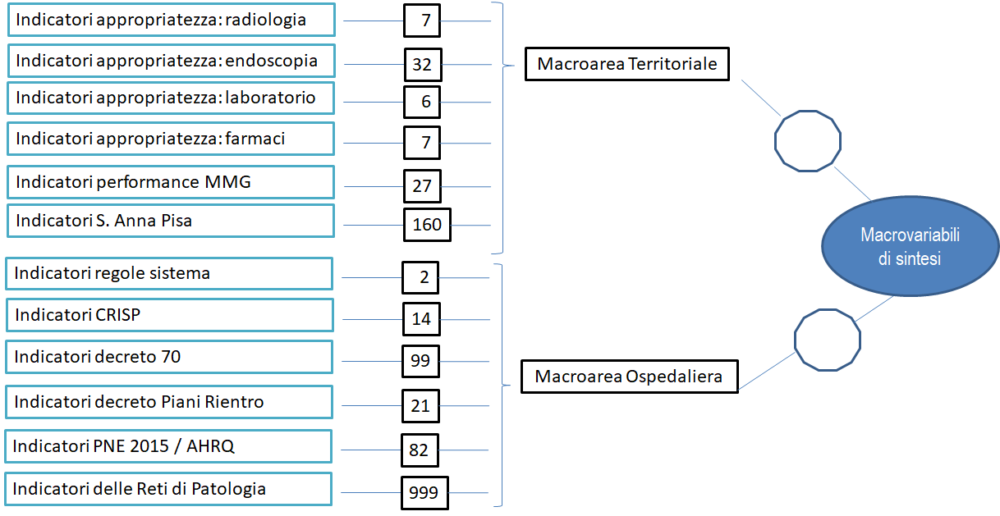 Indicatori appropriatezza: radiologia 7
Indicatori appropriatezza: endoscopia 32
Indicatori appropriatezza: laboratorio 6
Indicatori appropriatezza: farmaci 7
Indicatori performance MMG 27
Indicatori S. Anna Pisa 160
Macroarea Territoriale
Indicatori regole sistema 2
Indicatori CRISP 14
Indicatori decreto 70 99
Indicatori decreto Piani Rientro 21
Indicatori PNE 2015 / AHRQ 82
Indicatori delle Reti di Patologia 999
Macroarea Ospedaliera
Macrovariabili
di sintesi